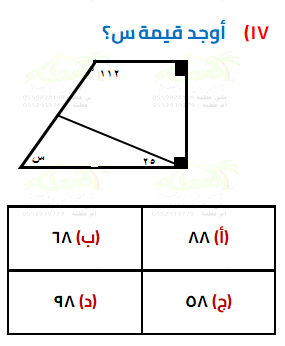 ١٧) أوجد قيمة س؟
١١٢
س
٢٥
(أ) ٨٨
(ب) ٦٨
(ج) ٥٨
(د) ٩٨